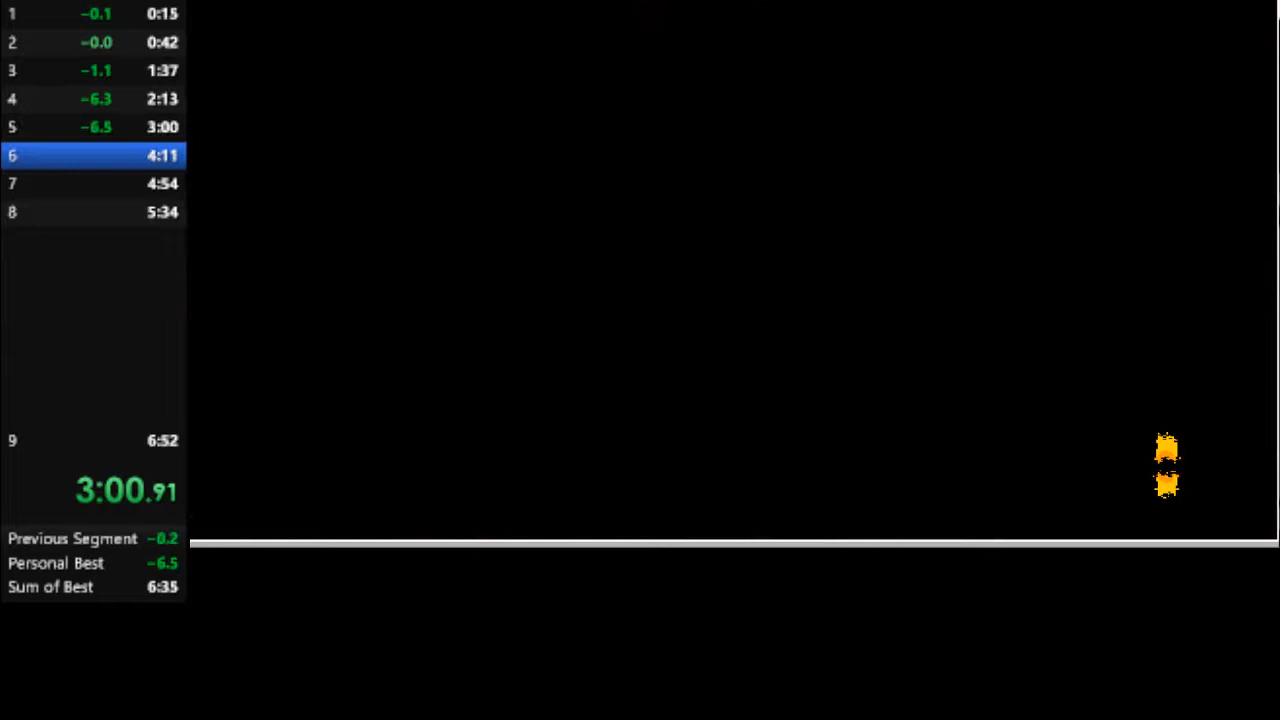 1 −0.1 0:15
2 −0.0 0:42
3 −1.1 1:37
4 −6.3 2:13
5 −6.5 3:00
6 4:11
7 4:54
8 5:34
9 6:52
3:00.91
Previous Segment −0.2
Personal Best −6.5
Sum of Best 6:35